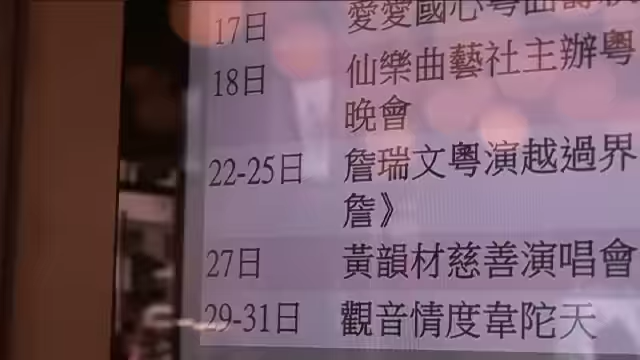 17日 愛愛國心粵曲
18日 仙樂曲藝社主辦粵
晚會
22-25日 詹瑞文粵演越過界
詹》
27日 黃韻材慈善演唱會
29-31日 觀音情度韋陀天